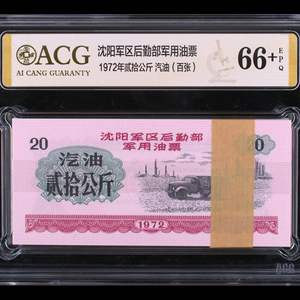 ACG
AI CANG GUARANTY
沈阳军区后勤部军用油票
1972年贰拾公斤 汽油（百张）
66+
EPQ
沈阳军区后勤部
军用油票
20
0
汽油
贰拾公斤
1972
ACG